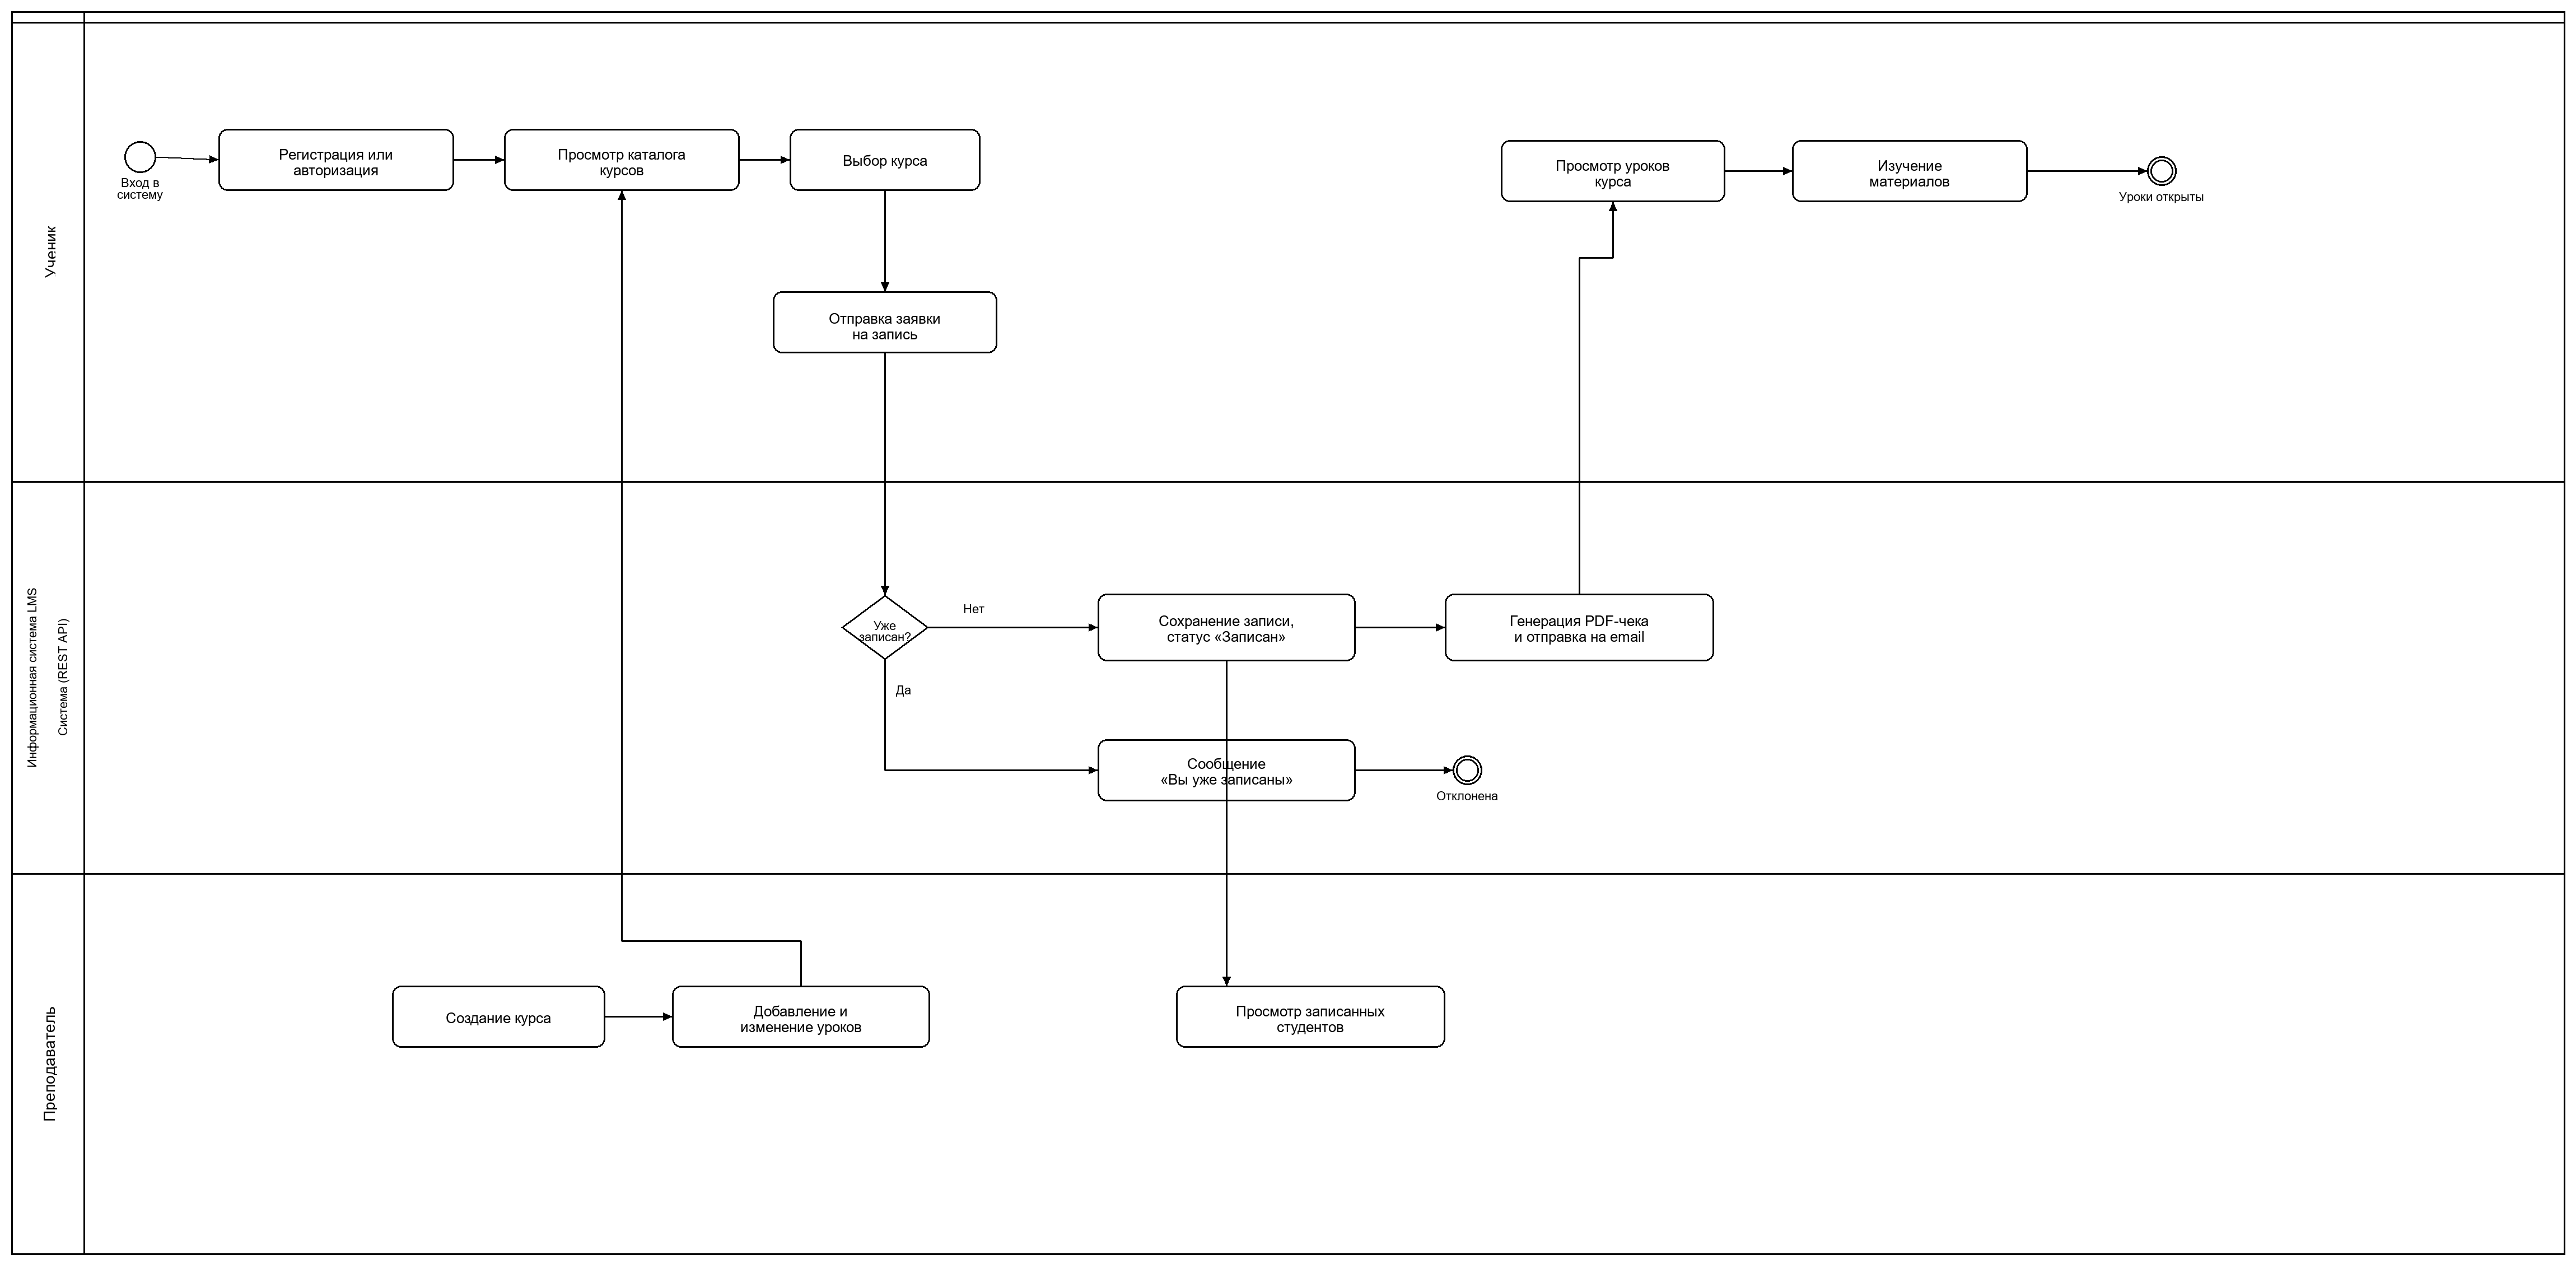 Ученик
Вход в
систему
Регистрация или
авторизация
Просмотр каталога
курсов
Выбор курса
Отправка заявки
на запись
Просмотр уроков
курса
Изучение
материалов
Уроки открыты
Информационная система LMS
Система (REST API)
Уже
записан?
Нет
Да
Сохранение записи,
статус «Записан»
Генерация PDF-чека
и отправка на email
Сообщение
«Вы уже записаны»
Отклонена
Преподаватель
Создание курса
Добавление и
изменение уроков
Просмотр записанных
студентов